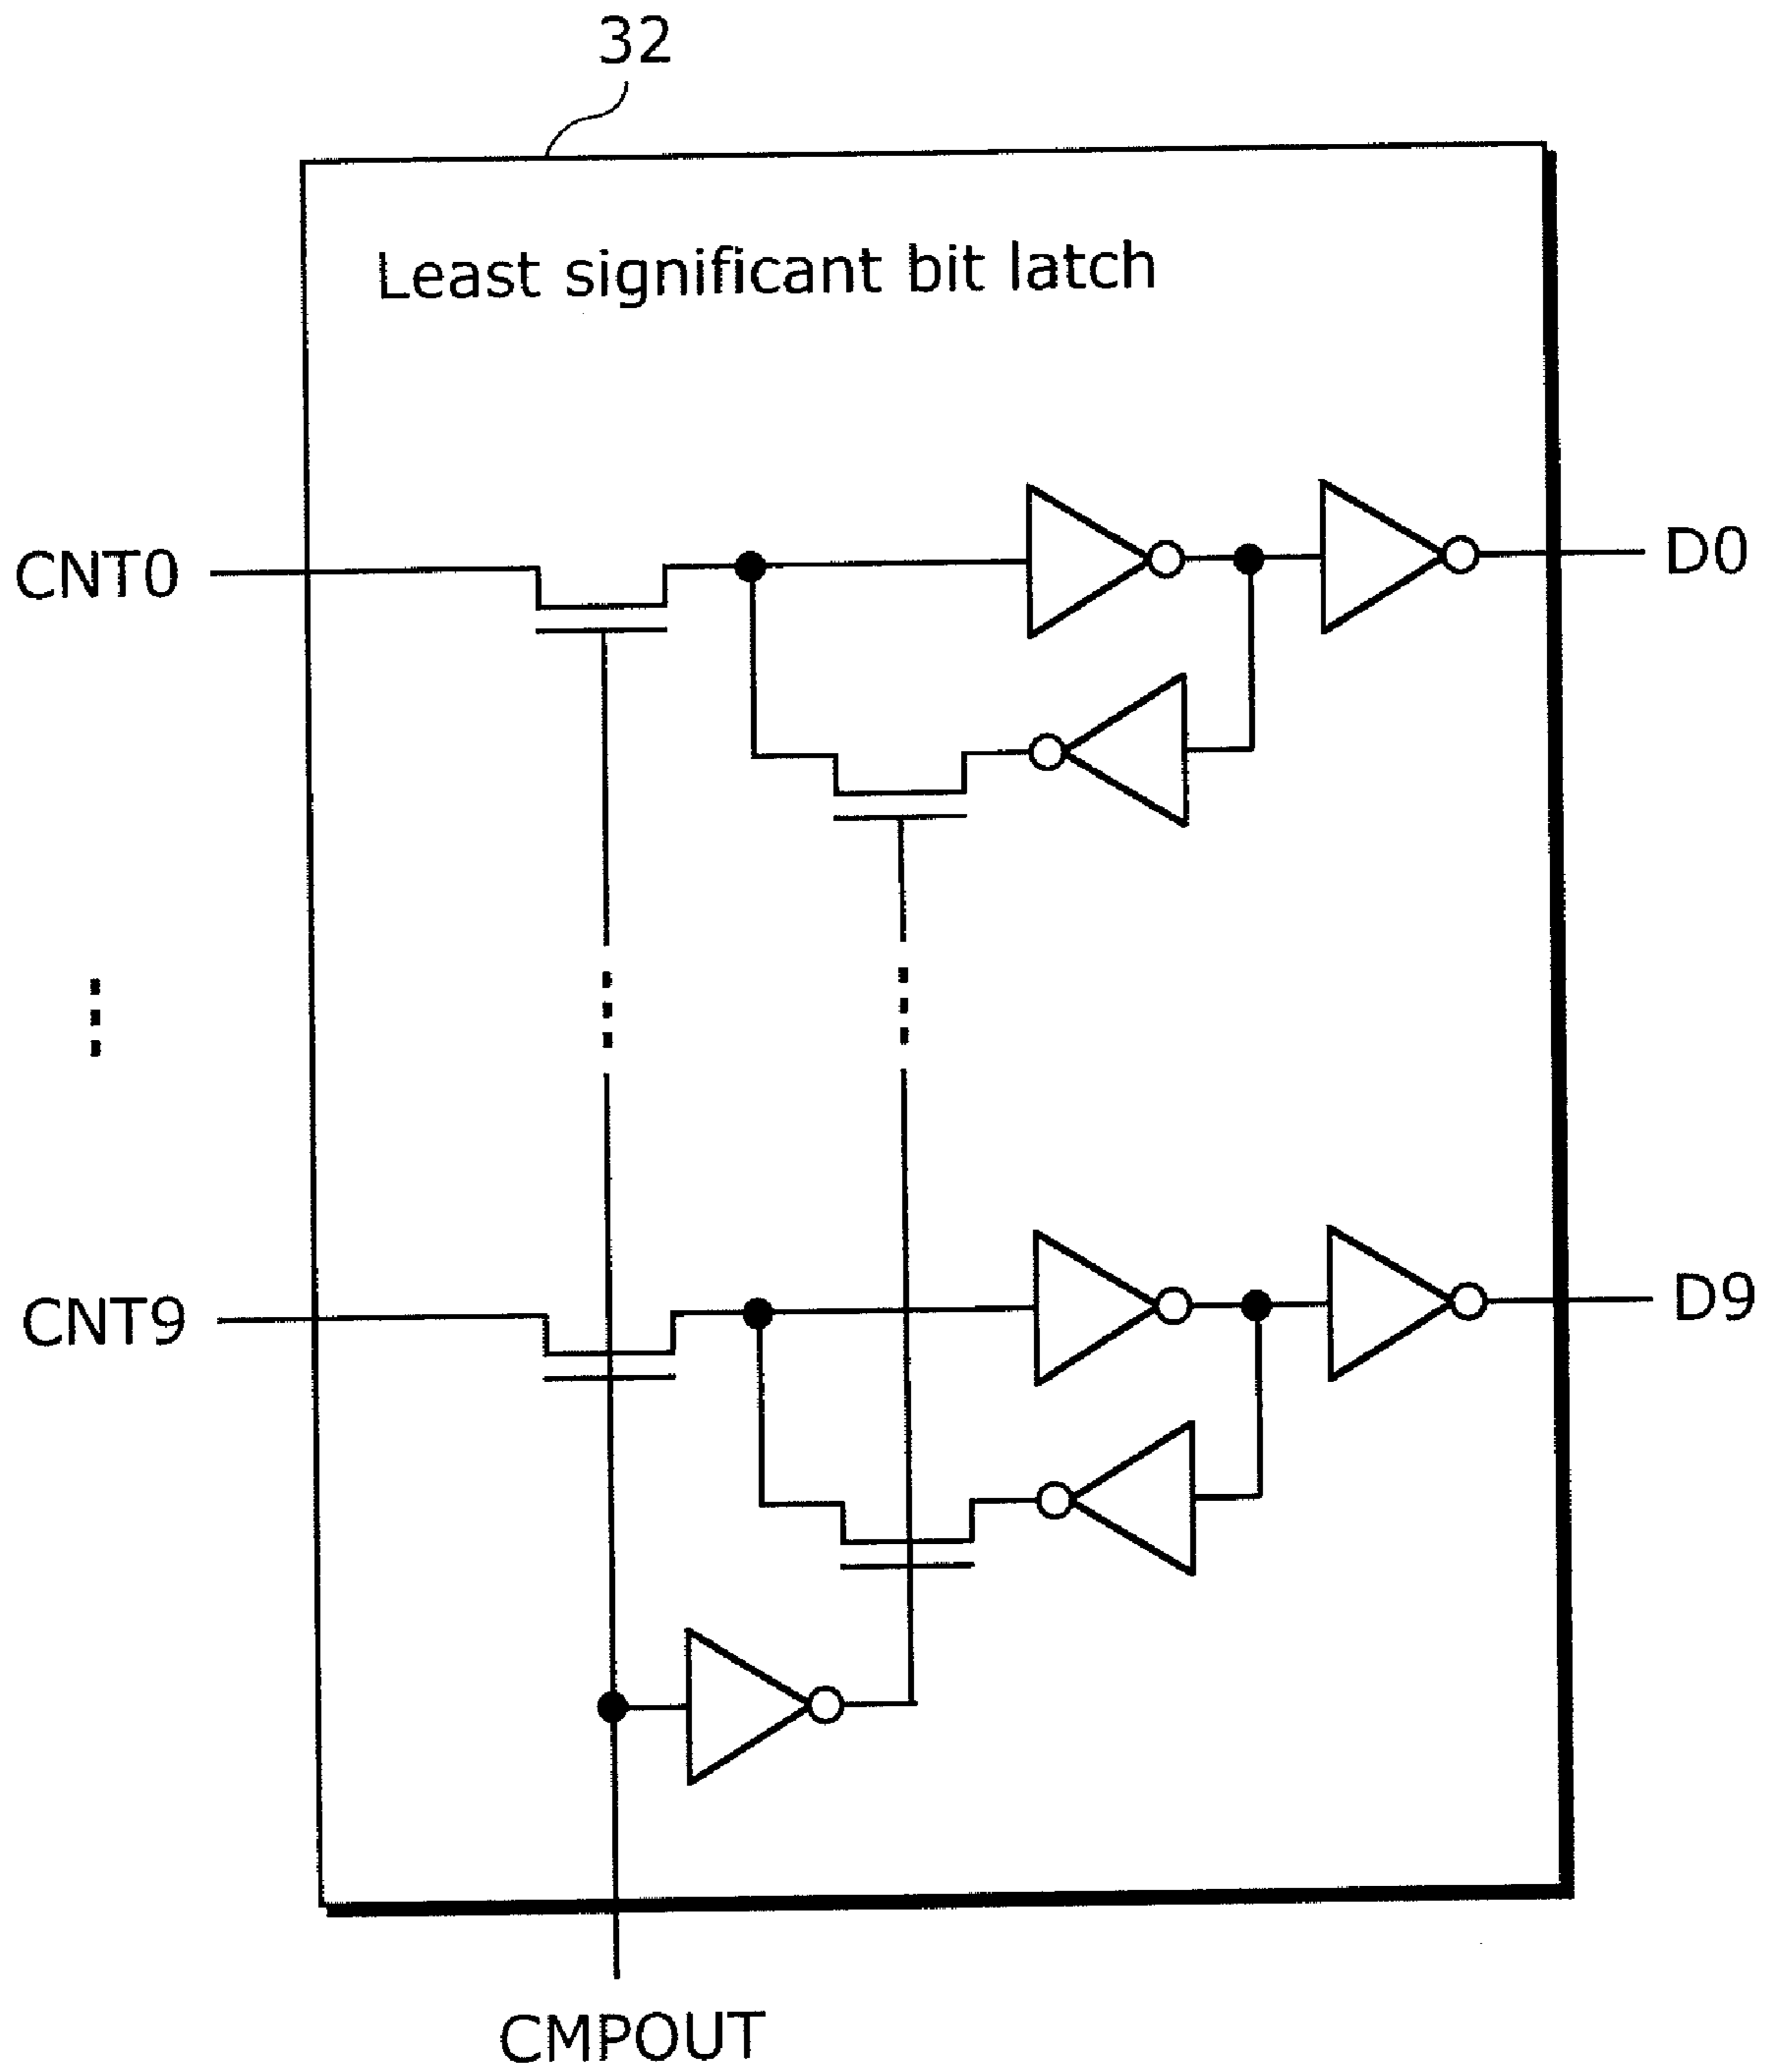 32
Least significant bit latch
CNT0
D0
CNT9
D9
CMPOUT